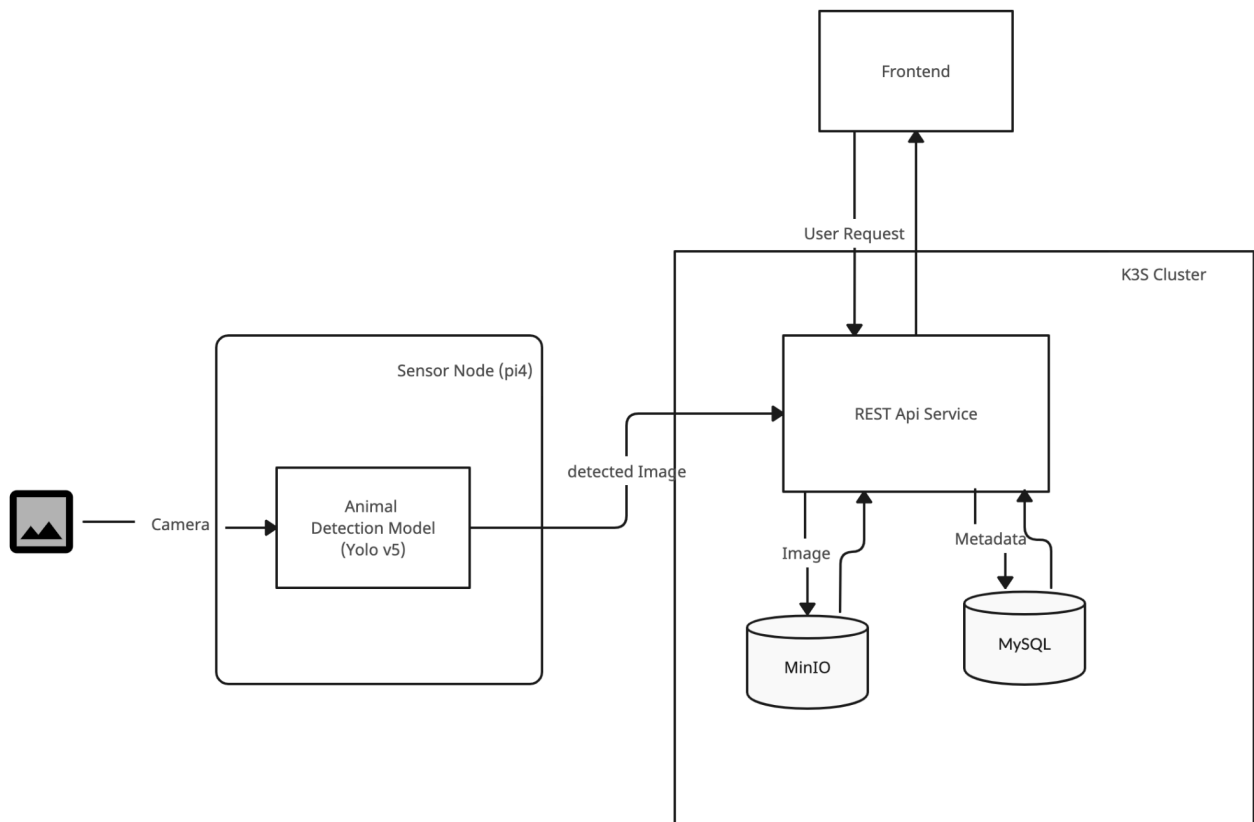 Frontend
User Request
K3S Cluster
Sensor Node (pi4)
REST Api Service
detected Image
Camera
Animal
Detection Model
(Yolo v5)
Image
Metadata
MinIO
MySQL